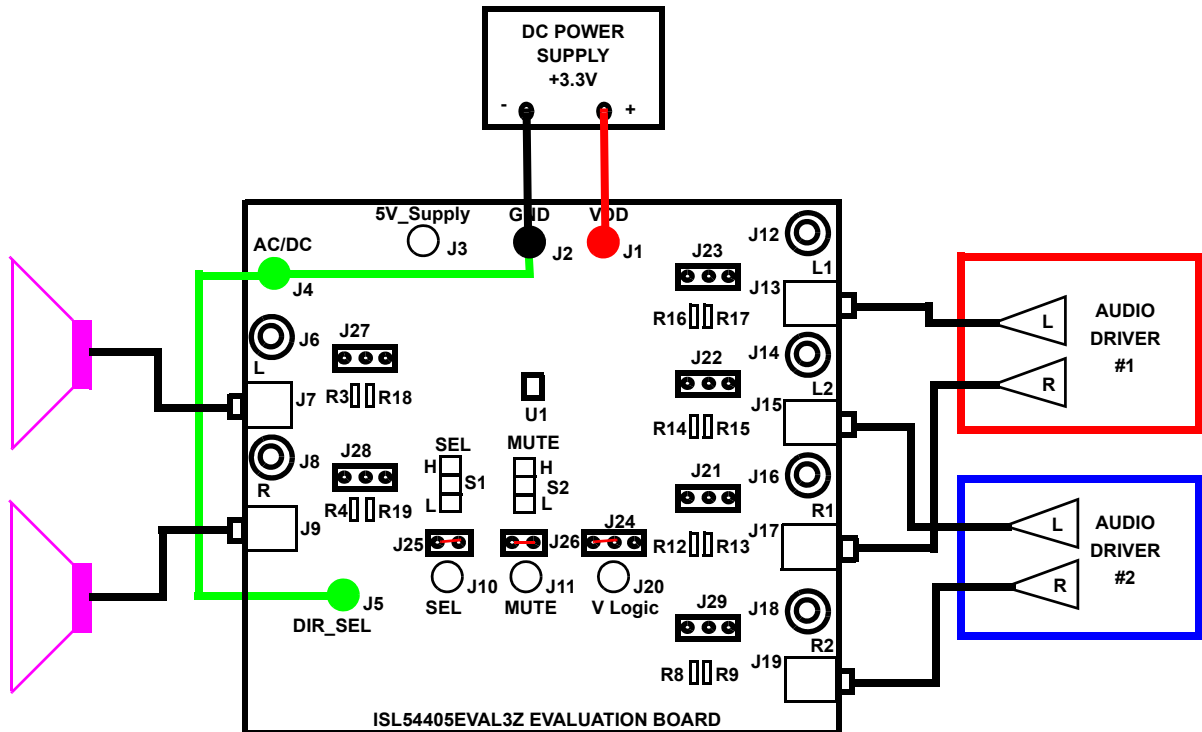 DC POWER
SUPPLY
+3.3V
- +
5V_Supply GND VDD
J3 J2 J1
AC/DC
J4
J12
L1
J23
J13
R16 R17
J6
L
J27
J7
R3 R18
J14
L2
J22
J15
R14 R15
U1
L
R
AUDIO
DRIVER
#1
J8
R
J28
J9
R4 R19
SEL
H
S1
L
MUTE
H
S2
L
J21
J16
R1
J17
R12 R13
J25
J26
J24
J10
SEL
J11
MUTE
J20
V Logic
J5
DIR_SEL
J29
J18
R2
J19
R8 R9
L
R
AUDIO
DRIVER
#2
ISL54405EVAL3Z EVALUATION BOARD